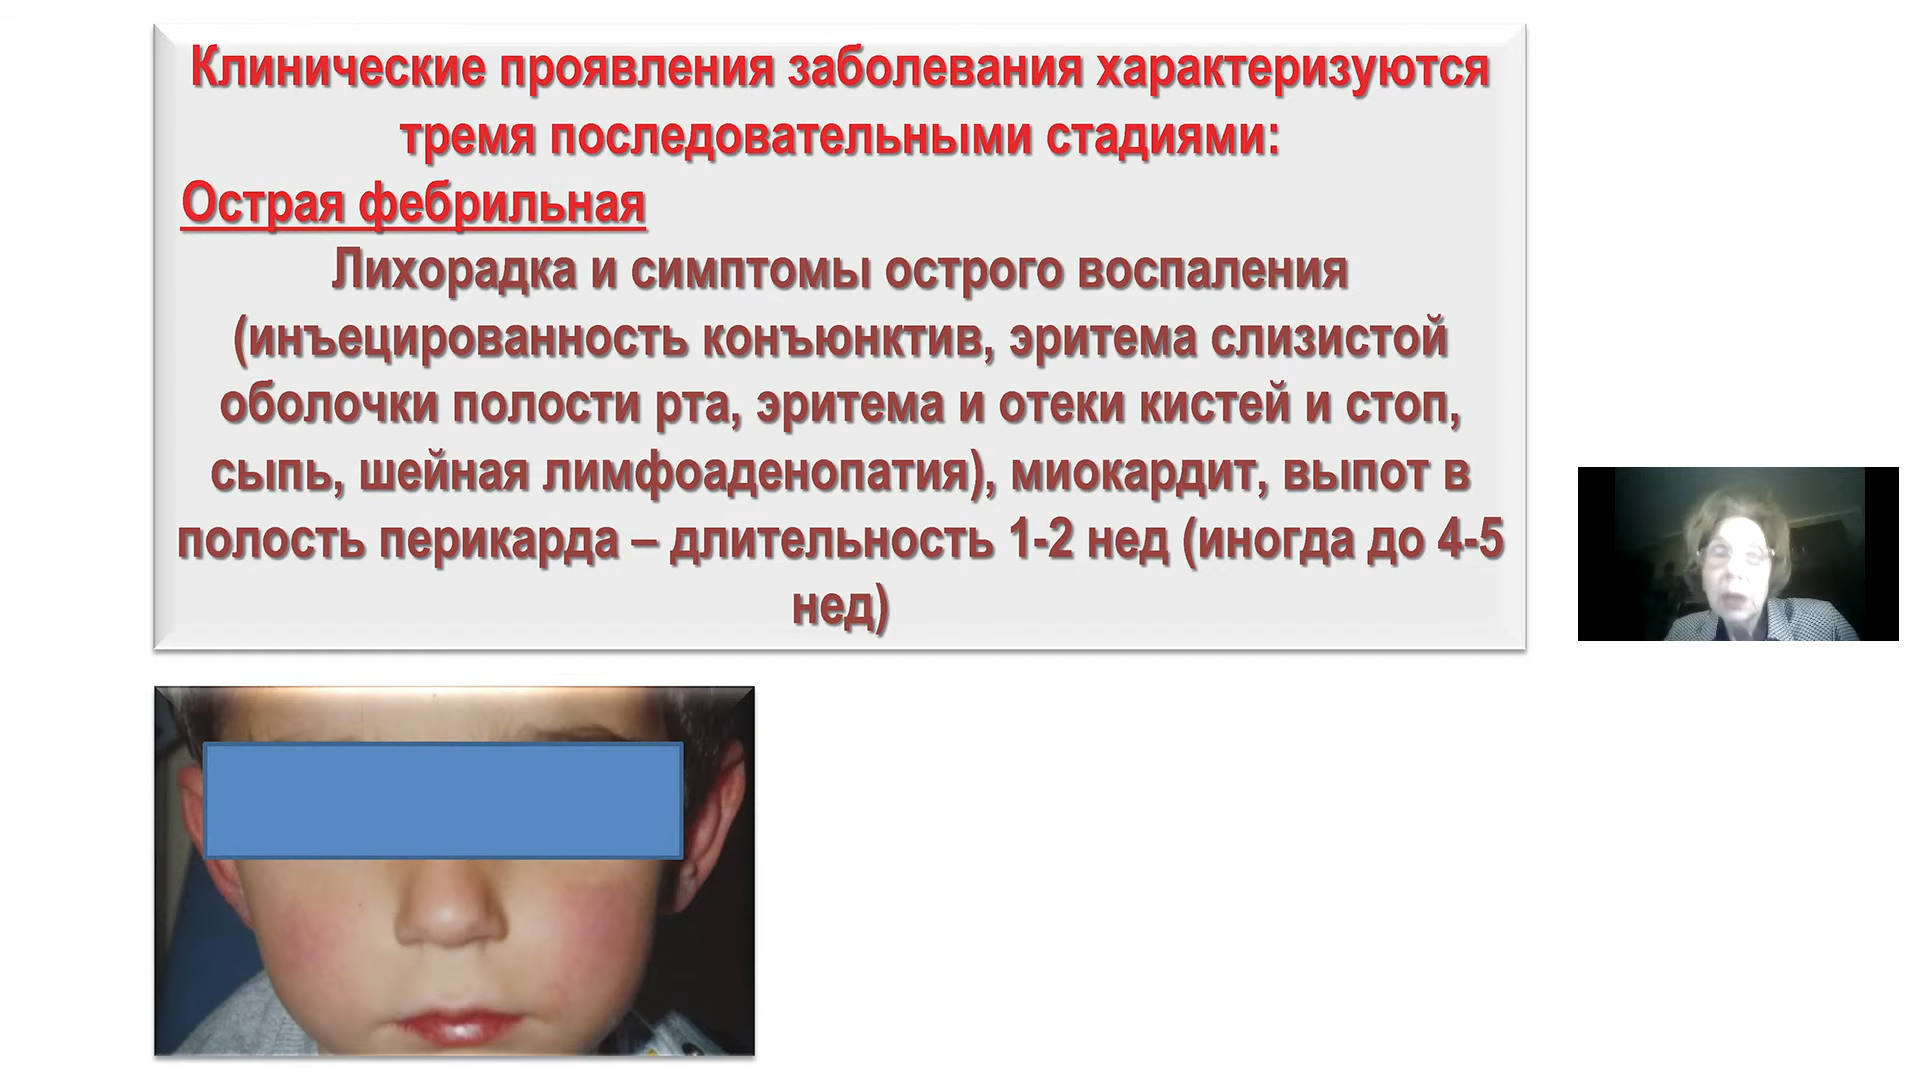 Клинические проявления заболевания характеризуются
тремя последовательными стадиями:
Острая фебрильная
Лихорадка и симптомы острого воспаления
(инъецированность конъюнктив, эритема слизистой
оболочки полости рта, эритема и отеки кистей и стоп,
сыпь, шейная лимфоаденопатия), миокардит, выпот в
полость перикарда – длительность 1-2 нед (иногда до 4-5
нед)